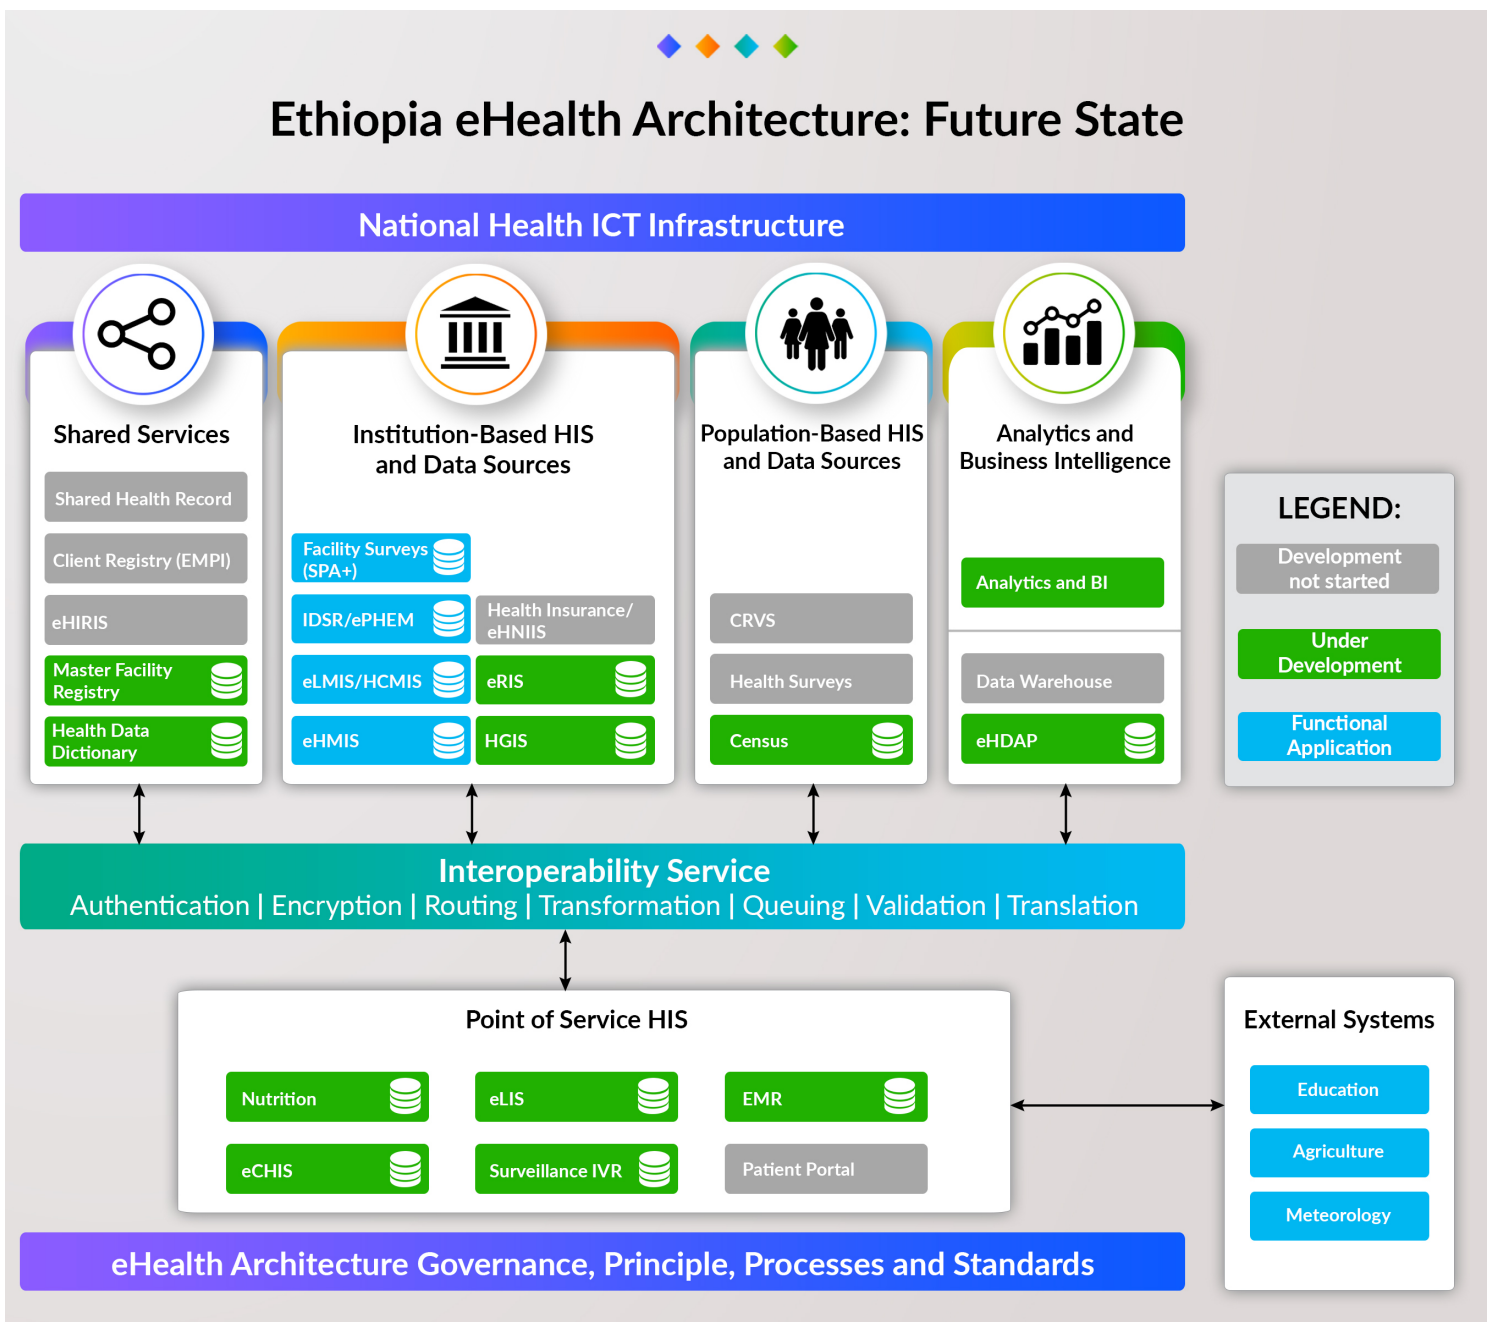 Ethiopia eHealth Architecture: Future State
National Health ICT Infrastructure
Shared Services
Shared Health Record
Client Registry (EMPI)
eHIRIS
Master Facility
Registry
Health Data
Dictionary
Institution-Based HIS
and Data Sources
Facility Surveys
(SPA+)
IDSR/ePHEM
Health Insurance/
eHNIIS
eLMIS/HCMIS
eRIS
eHMIS
HGIS
Population-Based HIS
and Data Sources
CRVS
Health Surveys
Census
Analytics and
Business Intelligence
Analytics and BI
Data Warehouse
eHDAP
LEGEND:
Development
not started
Under
Development
Functional
Application
Interoperability Service
Authentication | Encryption | Routing | Transformation | Queuing | Validation | Translation
Point of Service HIS
Nutrition
eLIS
EMR
eCHIS
Surveillance IVR
Patient Portal
External Systems
Education
Agriculture
Meteorology
eHealth Architecture Governance, Principle, Processes and Standards